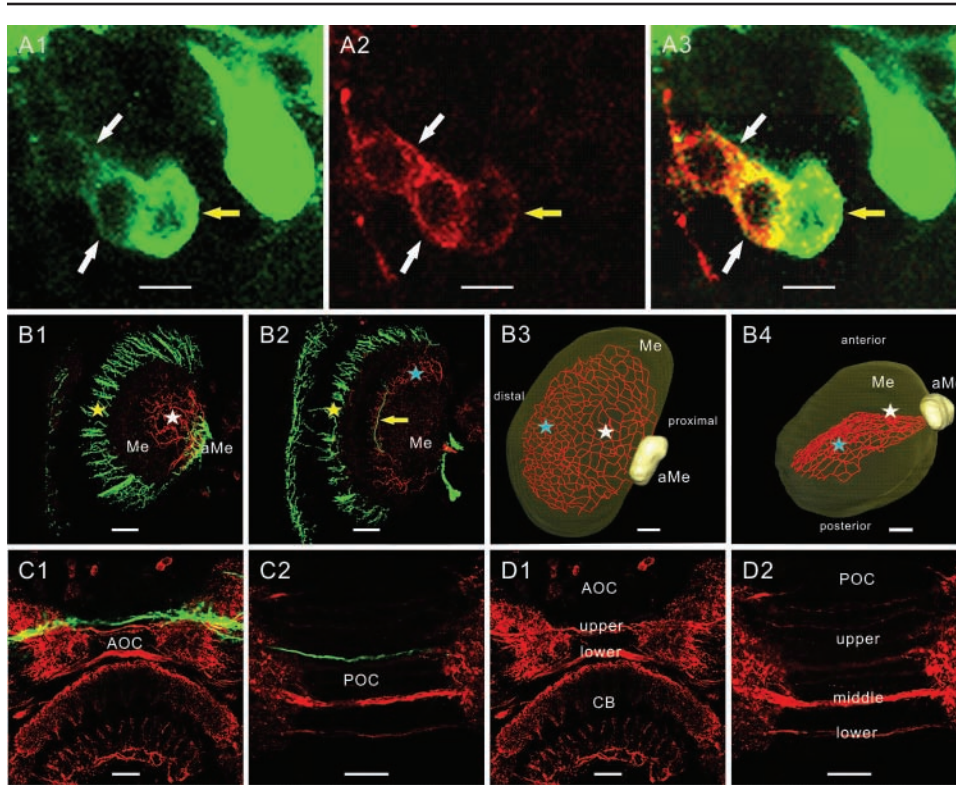 A1 A2 A3
B1 B2 B3 B4
Me aMe
Me
Me distal proximal aMe
anterior Me aMe posterior
C1 C2 D1 D2
AOC
POC
AOC upper lower CB
POC upper middle lower